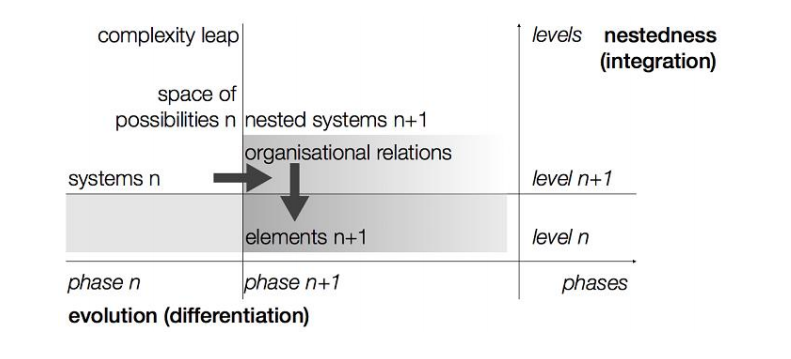 complexity leap
levels nestedness
(integration)
space of
possibilities n nested systems n+1
organisational relations
systems n
level n+1
elements n+1
level n
phase n
phase n+1
phases
evolution (differentiation)